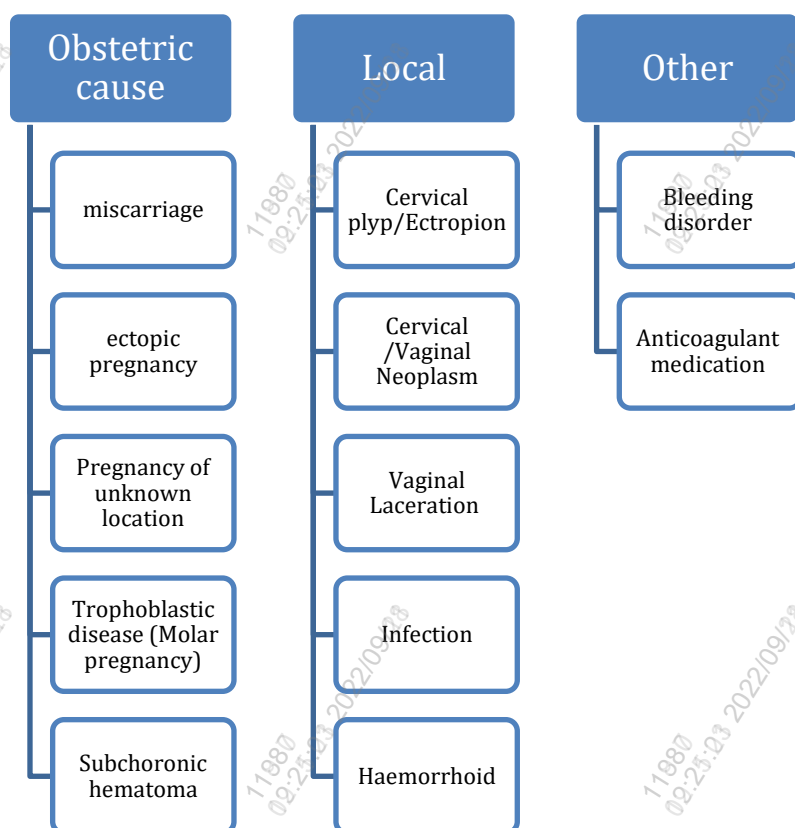 Obstetric
cause
miscarriage
ectopic
pregnancy
Pregnancy of
unknown
location
Trophoblastic
disease (Molar
pregnancy)
Subchoronic
hematoma
Local
Cervical
plyp/Ectropion
Cervical
/Vaginal
Neoplasm
Vaginal
Laceration
Infection
Haemorrhoid
Other
Bleeding
disorder
Anticoagulant
medication